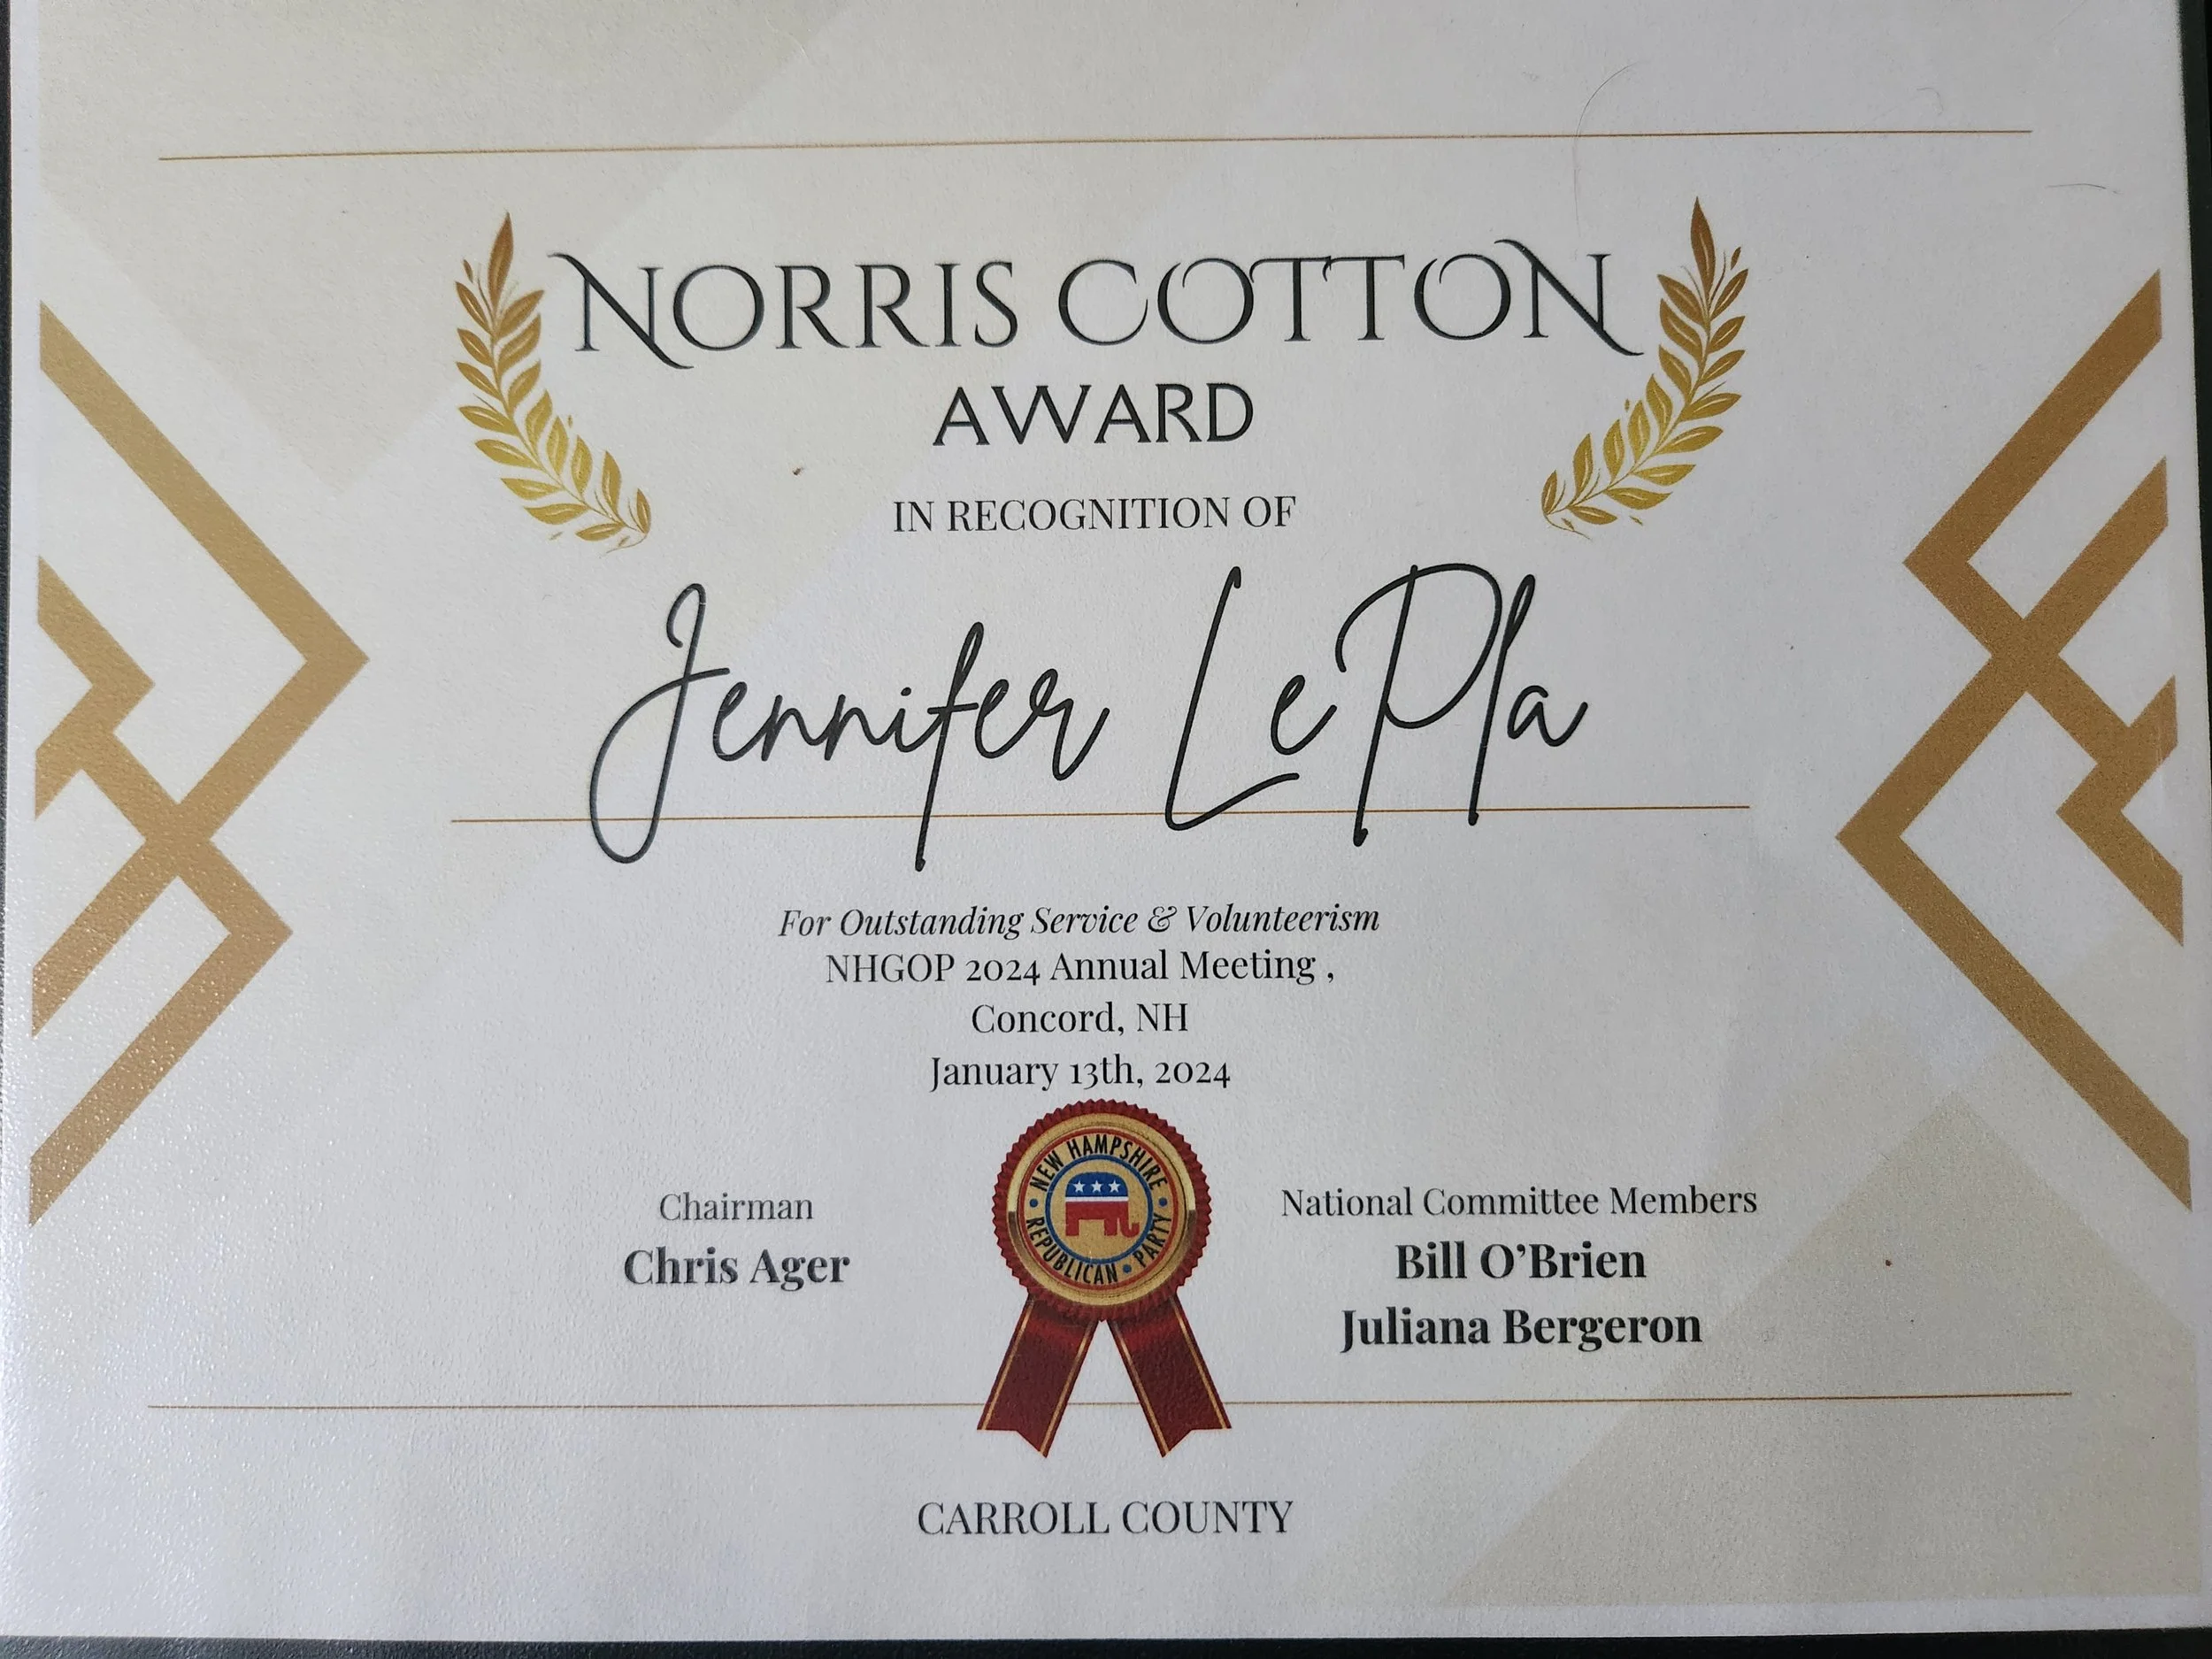 NORRIS COTTON
AWARD
IN RECOGNITION OF
Jennifer LePla
For Outstanding Service & Volunteerism
NHGOP 2024 Annual Meeting ,
Concord, NH
January 13th, 2024
NEW HAMPSHIRE
REPUBLICAN • PARTY
Chairman
Chris Ager
National Committee Members
Bill O’Brien
Juliana Bergeron
CARROLL COUNTY